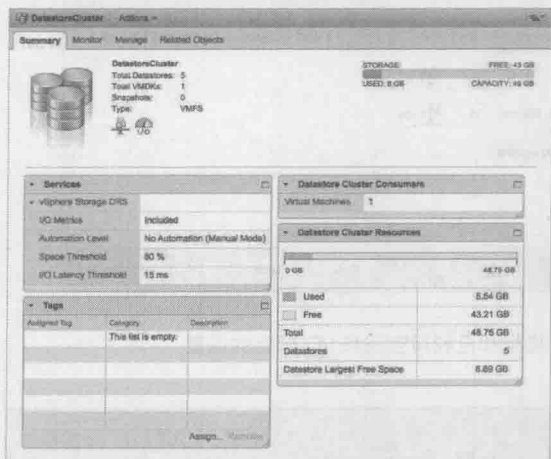 DatastoreCluster Actions
Summary Monitor Manage Related Objects
DatastoreCluster
Total Datastores: 5
Total VMDKs: 1
Snapshots: 0
Type: VMFS
I/O
STORAGE FREE: 43 GB
USED: 6 GB CAPACITY: 49 GB
Services
vSphere Storage DRS
I/O Metrics Included
Automation Level No Automation (Manual Mode)
Space Threshold 80 %
I/O Latency Threshold 15 ms
Tags
Assigned Tag Category Description
This list is empty.
Assign... Remove
Datastore Cluster Consumers
Virtual Machines 1
Datastore Cluster Resources
0 GB 48.75 GB
Used 5.54 GB
Free 43.21 GB
Total 48.75 GB
Datastores 5
Datastore Largest Free Space 8.89 GB